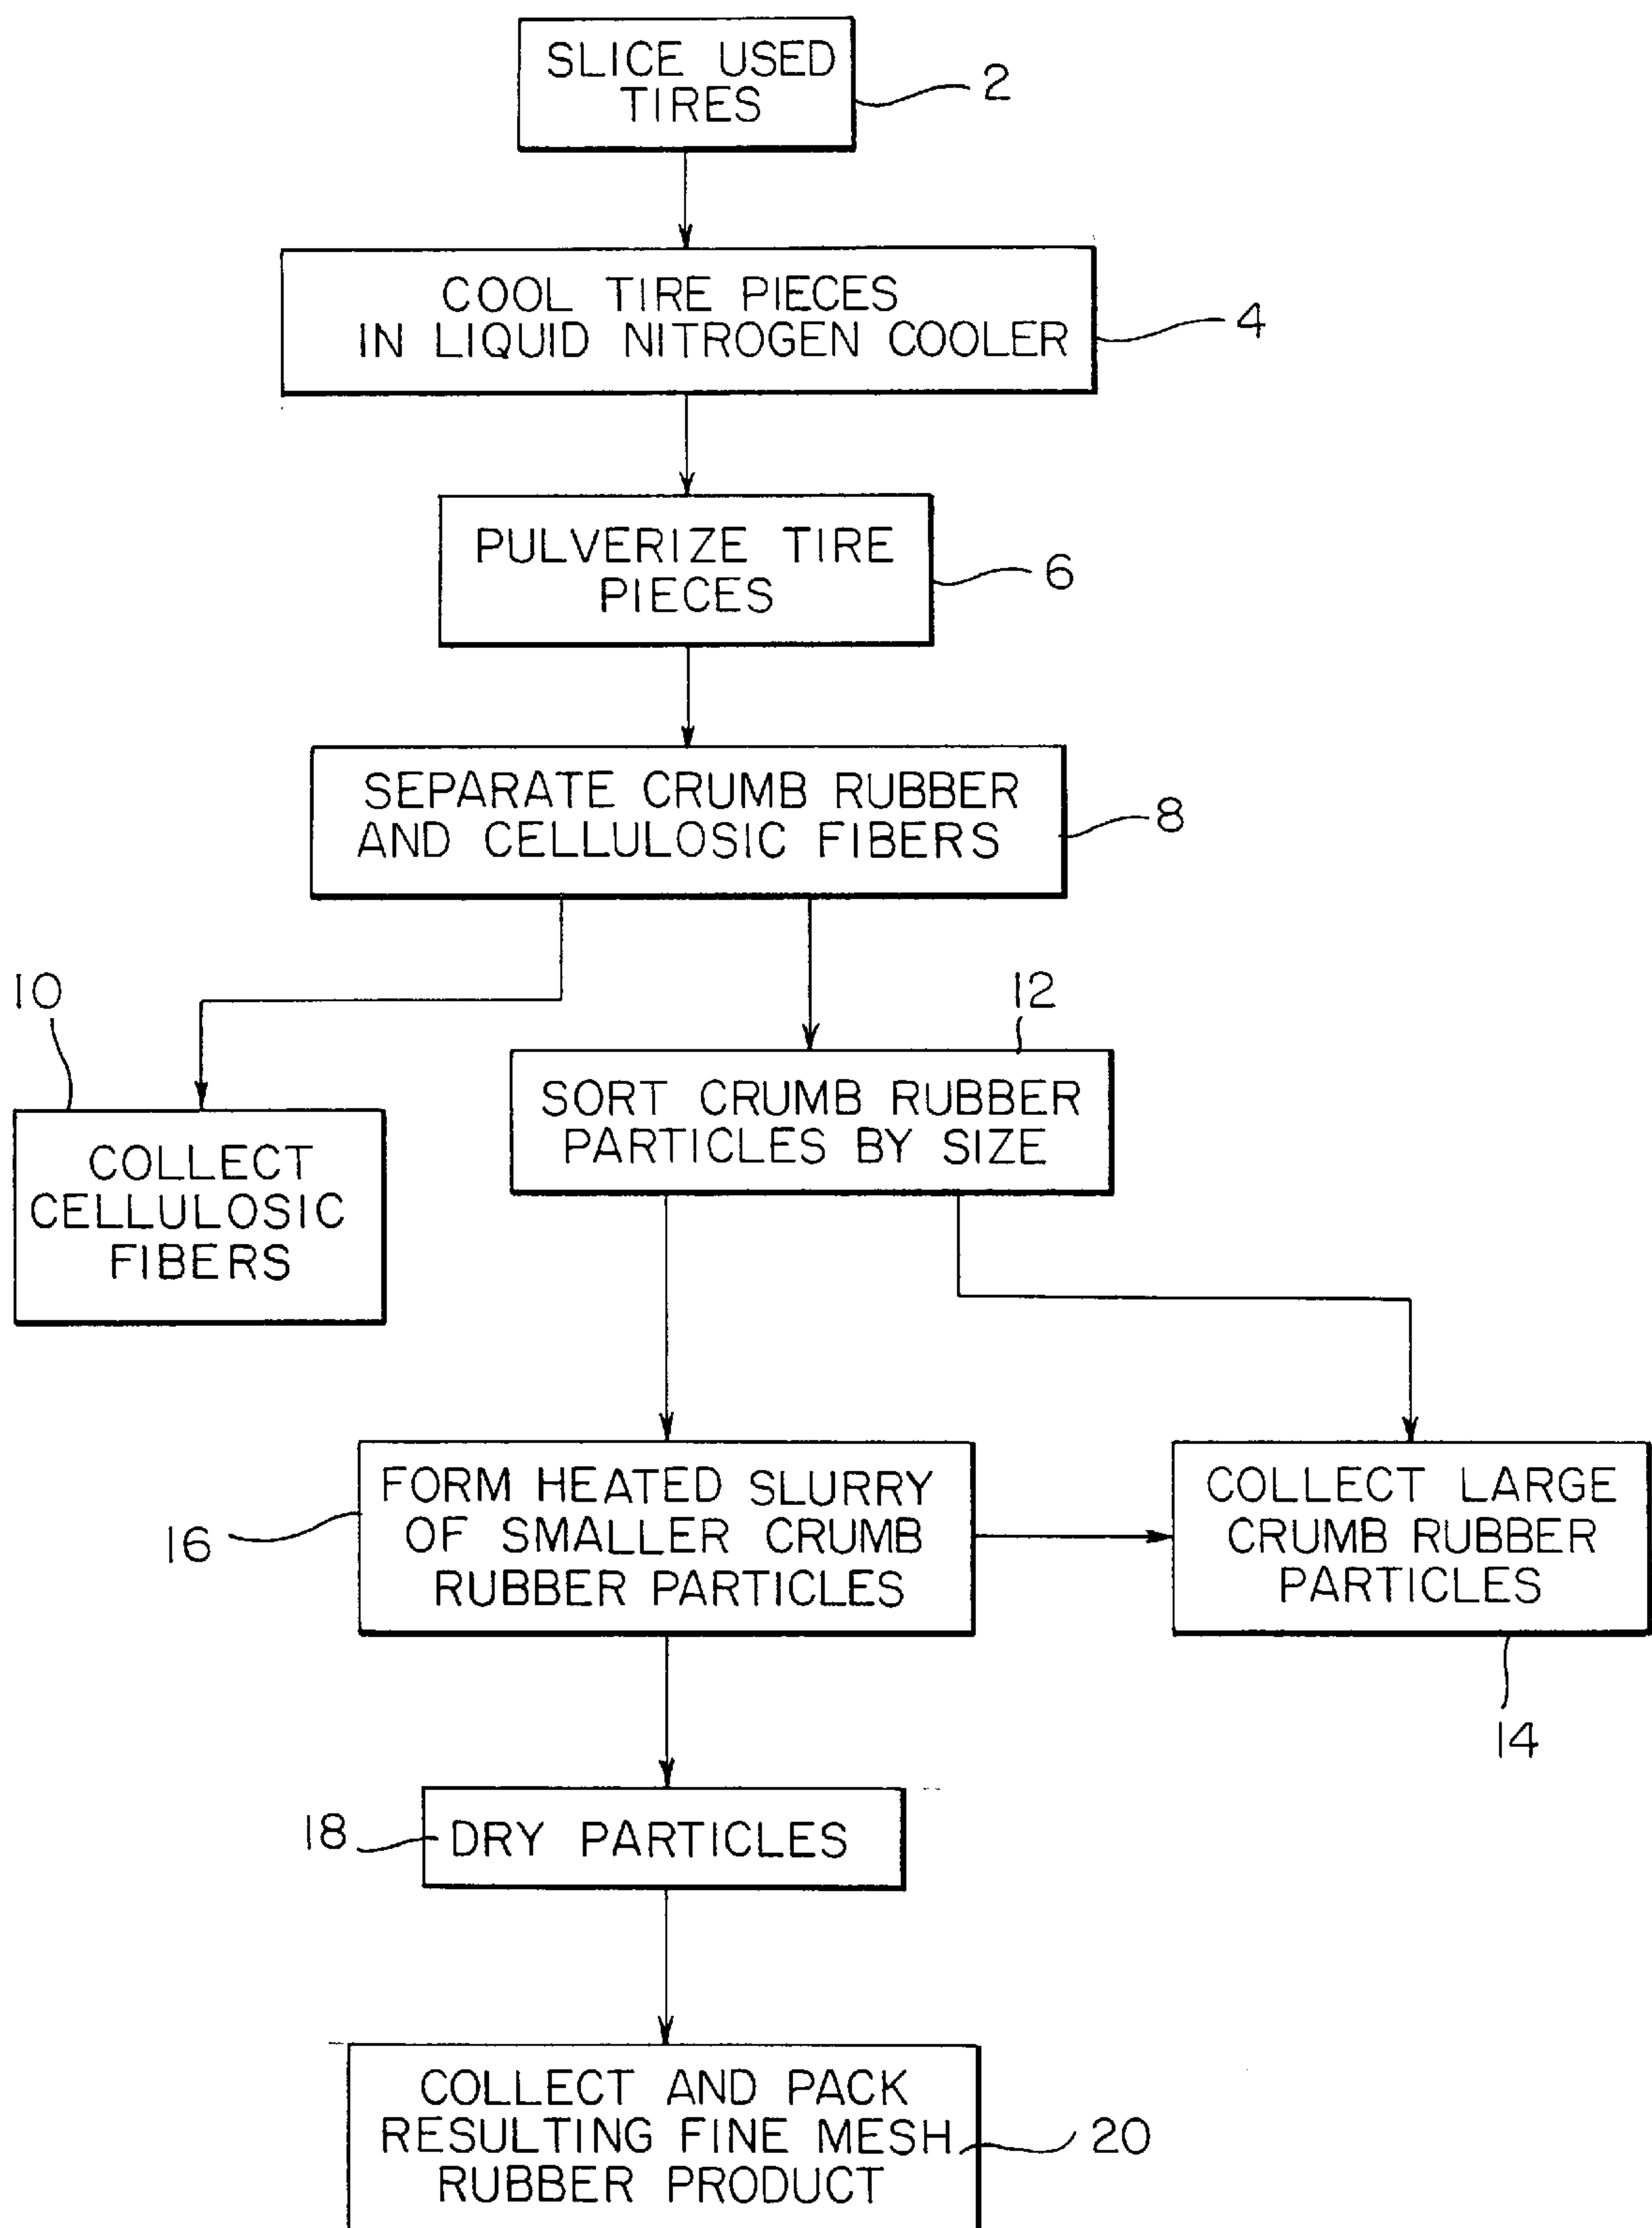 SLICE USED
TIRES
2
COOL TIRE PIECES
IN LIQUID NITROGEN COOLER
4
PULVERIZE TIRE
PIECES
6
SEPARATE CRUMB RUBBER
AND CELLULOSIC FIBERS
8
10
COLLECT
CELLULOSIC
FIBERS
12
SORT CRUMB RUBBER
PARTICLES BY SIZE
16
FORM HEATED SLURRY
OF SMALLER CRUMB
RUBBER PARTICLES
COLLECT LARGE
CRUMB RUBBER
PARTICLES
14
18
DRY PARTICLES
COLLECT AND PACK
RESULTING FINE MESH
RUBBER PRODUCT
20